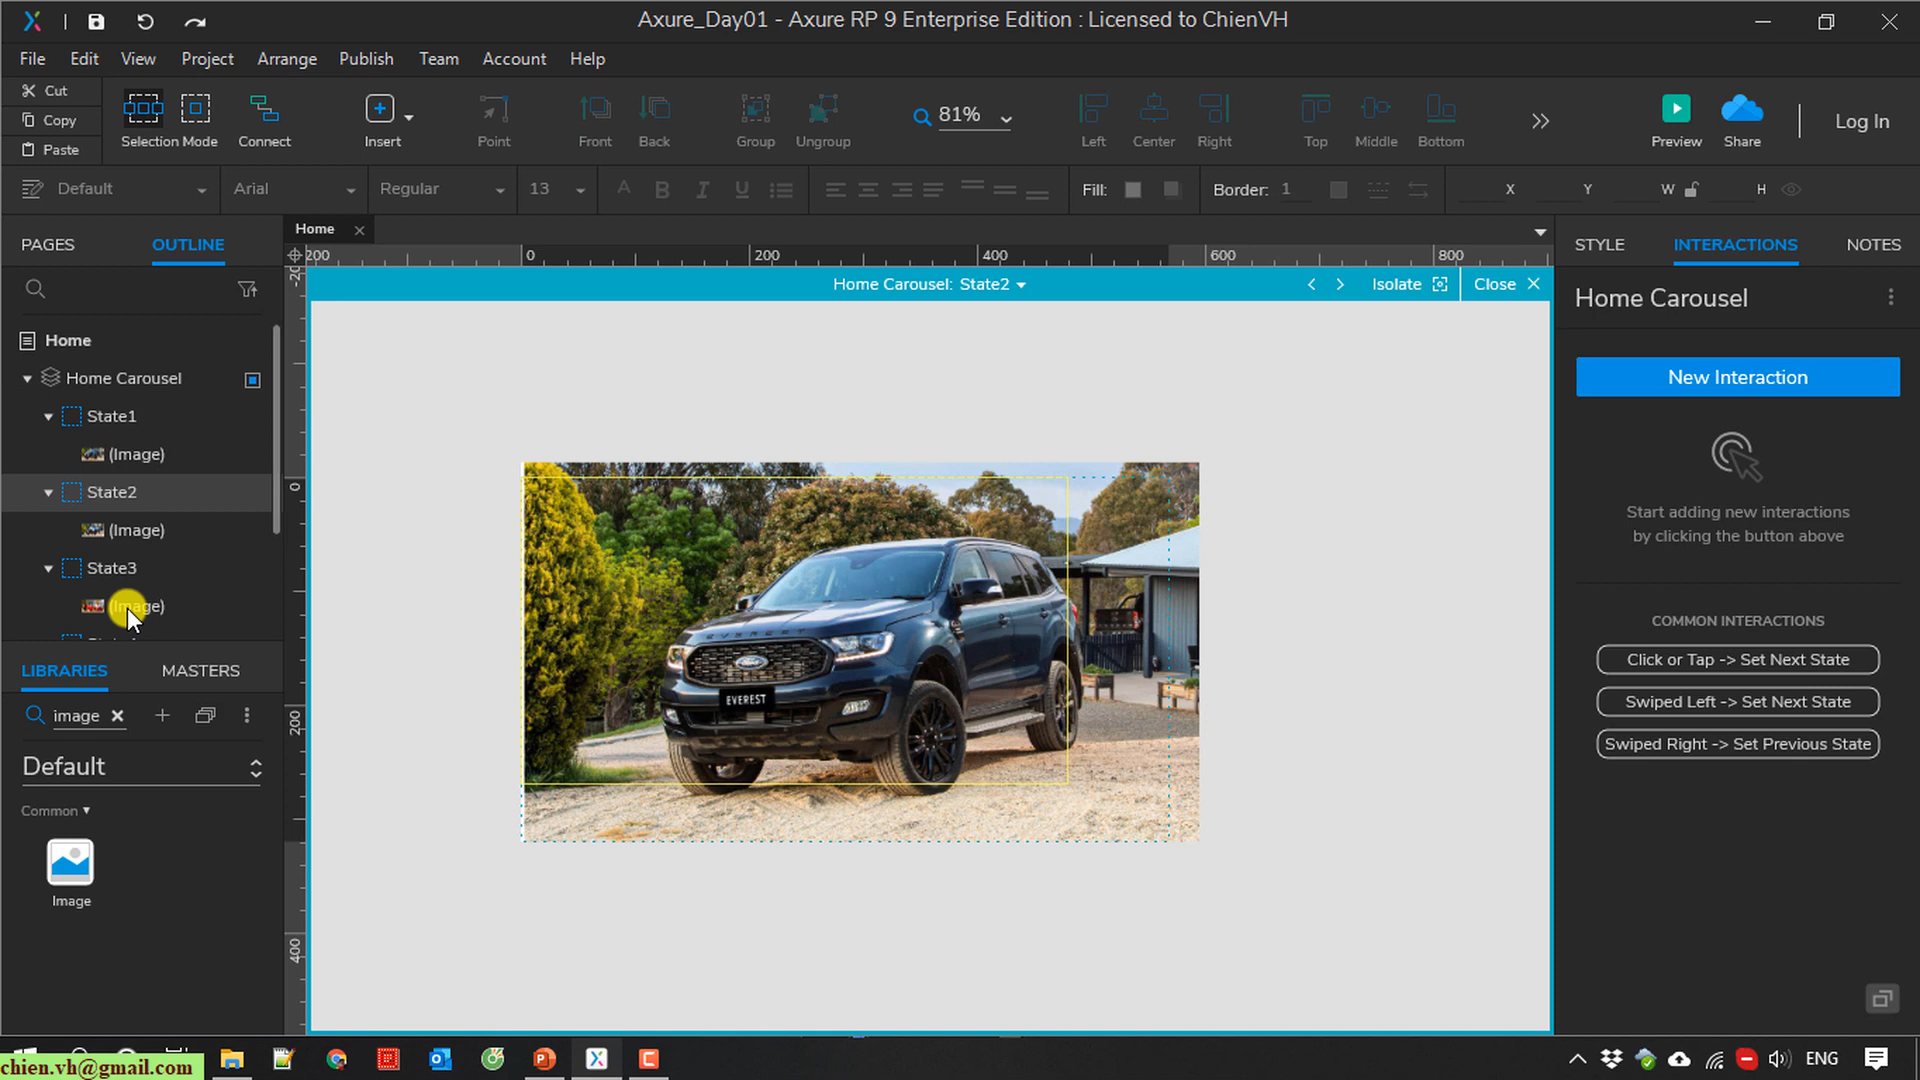 Axure_Day01 - Axure RP 9 Enterprise Edition : Licensed to ChienVH
File Edit View Project Arrange Publish Team Account Help
Cut
Copy
Paste
Selection Mode
Connect
Insert
Point
Front
Back
Group
Ungroup
81%
Left
Center
Right
Top
Middle
Bottom
Preview
Share
Log In
Default
Arial
Regular
13
Fill:
Border: 1
X
Y
W
H
PAGES
OUTLINE
Home
200 0 200 400 600 800
STYLE
INTERACTIONS
NOTES
Home Carousel: State2
Isolate
Close
Home
Home Carousel
State1
(Image)
State2
(Image)
State3
(Image)
0
200
400
EVEREST
Ford
EVEREST
Home Carousel
New Interaction
Start adding new interactions
by clicking the button above
COMMON INTERACTIONS
Click or Tap -> Set Next State
Swiped Left -> Set Next State
Swiped Right -> Set Previous State
LIBRARIES
MASTERS
image
Default
Common
Image
chien.vh@gmail.com
ENG